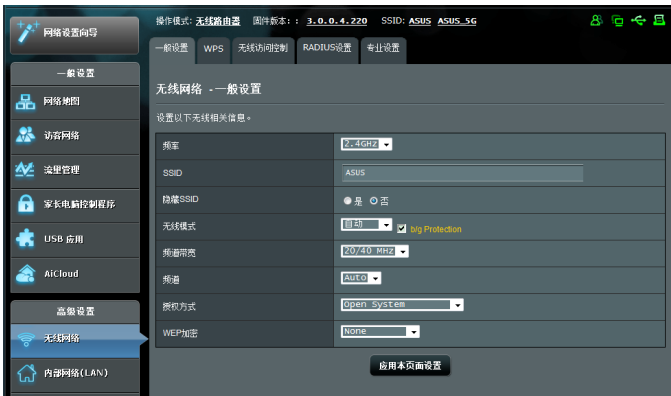 网络设置向导
操作模式: 无线路由器 固件版本: : 3.0.0.4.220 SSID: ASUS ASUS_5G
一般设置 WPS 无线访问控制 RADIUS设置 专业设置
一般设置
网络地图
访客网络
流量管理
家长电脑控制程序
USB 应用
AiCloud
高级设置
无线网络
内部网络(LAN)
无线网络 - 一般设置
设置以下无线相关信息。
频率 2.4GHz
SSID ASUS
隐藏SSID 是 否
无线模式 自动 b/g Protection
频道带宽 20/40 MHz
频道 Auto
授权方式 Open System
WEP加密 None
应用本页面设置